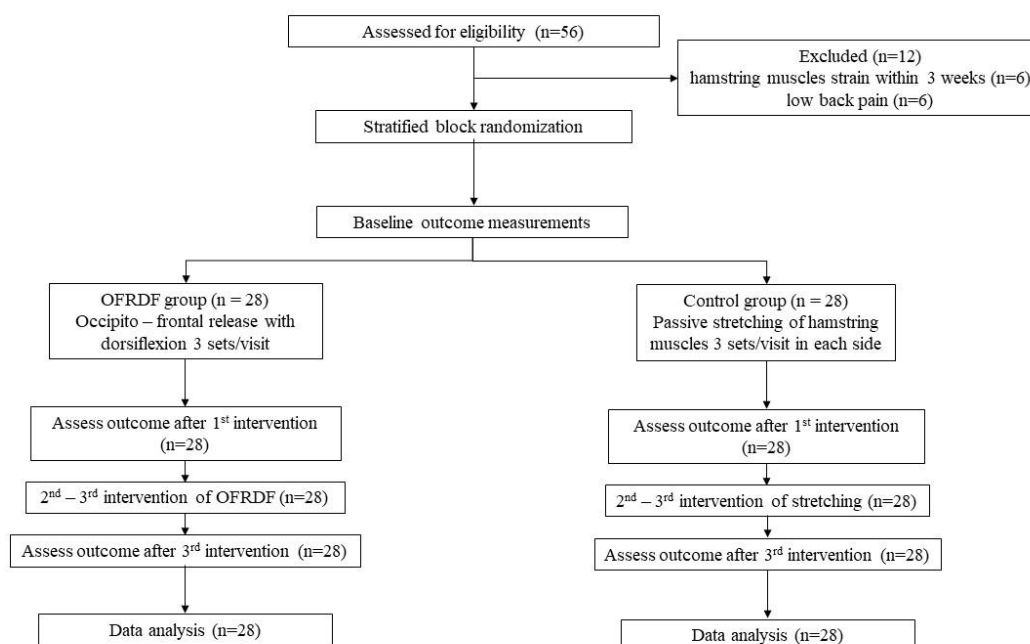 Assessed for eligibility (n=56)
Excluded (n=12)
hamstring muscles strain within 3 weeks (n=6)
low back pain (n=6)
Stratified block randomization
Baseline outcome measurements
OFRDF group (n = 28)
Occipito – frontal release with
dorsiflexion 3 sets/visit
Control group (n = 28)
Passive stretching of hamstring
muscles 3 sets/visit in each side
Assess outcome after 1st intervention
(n=28)
Assess outcome after 1st intervention
(n=28)
2nd – 3rd intervention of OFRDF (n=28)
2nd – 3rd intervention of stretching (n=28)
Assess outcome after 3rd intervention (n=28)
Assess outcome after 3rd intervention (n=28)
Data analysis (n=28)
Data analysis (n=28)